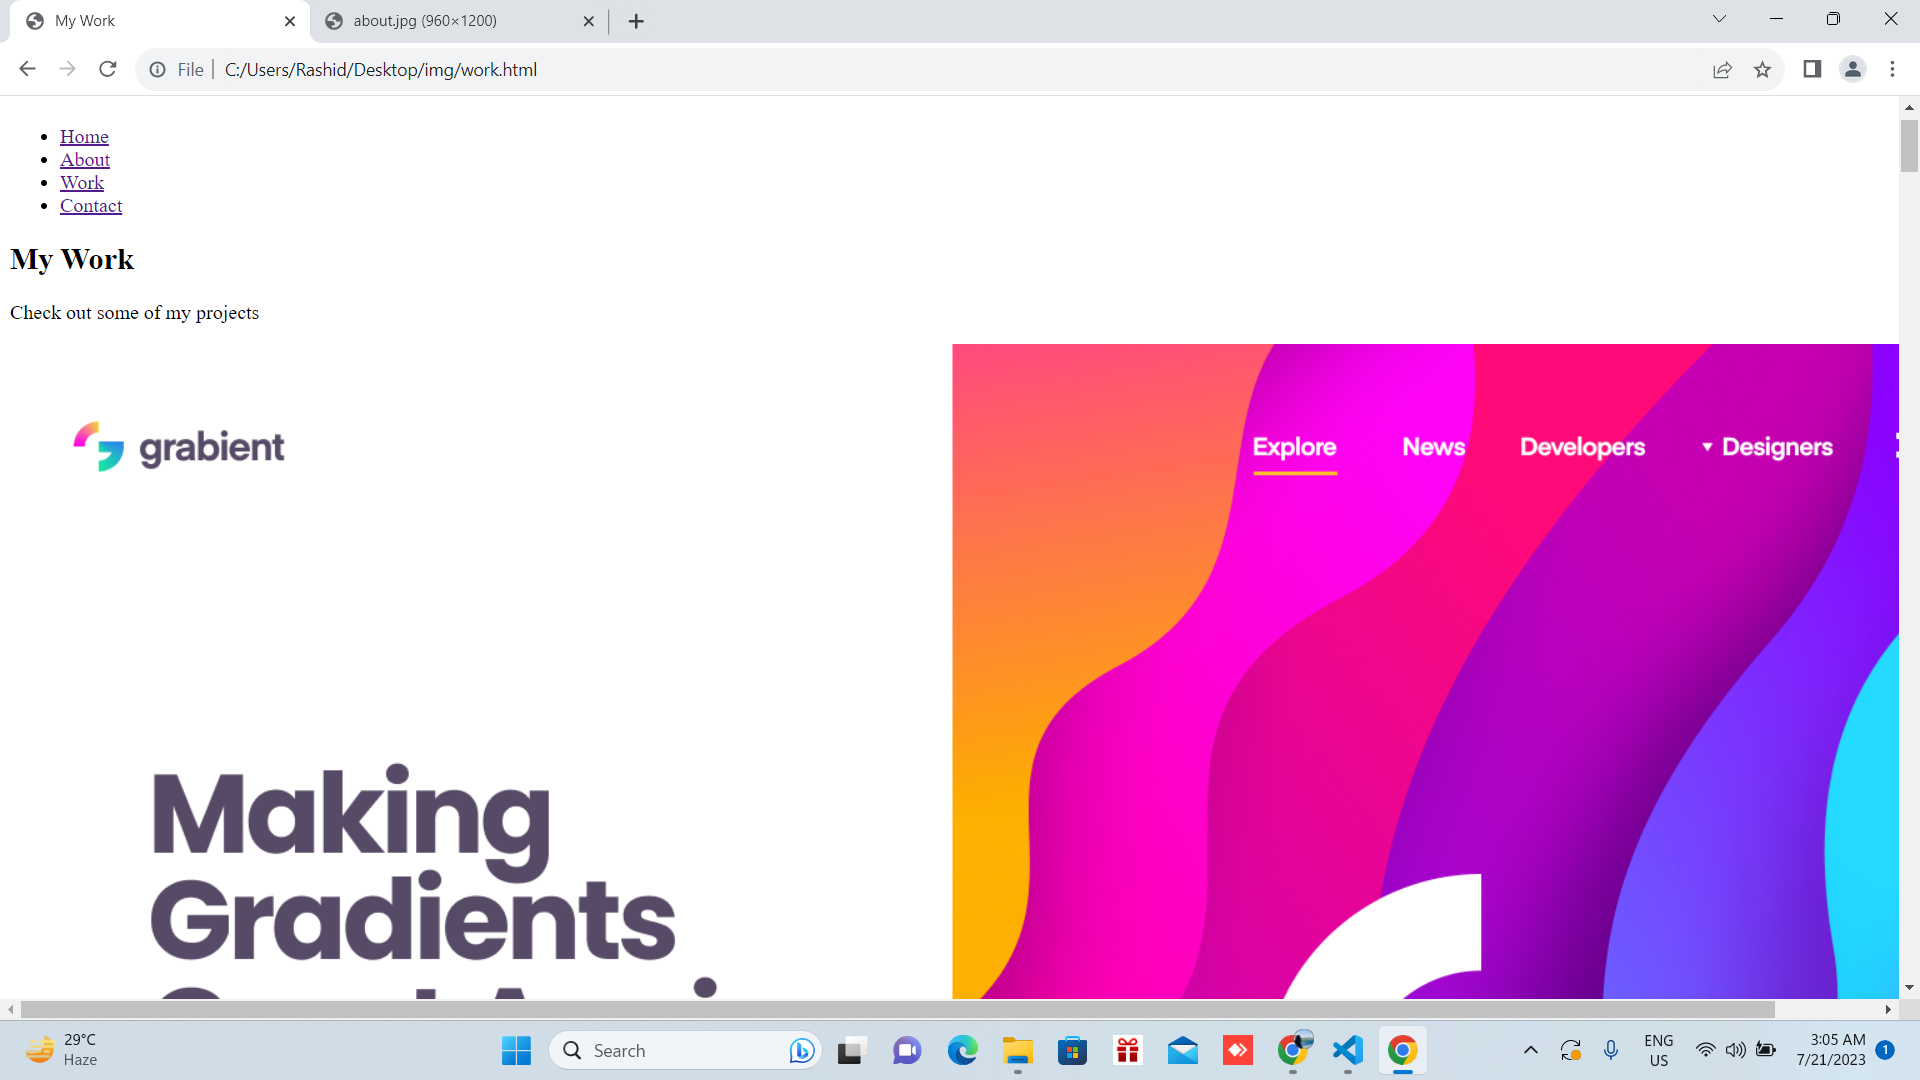 My Work
about.jpg (960×1200)
File | C:/Users/Rashid/Desktop/img/work.html
Home
About
Work
Contact
My Work
Check out some of my projects
grabient
Explore News Developers Designers
Making
Gradients
29°C
Haze
Search
ENG
US
3:05 AM
7/21/2023
1